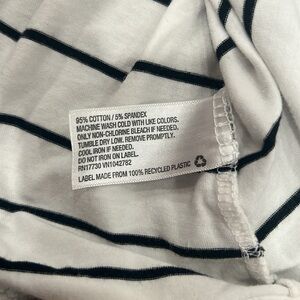 95% COTTON / 5% SPANDEX
MACHINE WASH COLD WITH LIKE COLORS.
ONLY NON-CHLORINE BLEACH IF NEEDED.
TUMBLE DRY LOW. REMOVE PROMPTLY.
COOL IRON IF NEEDED.
DO NOT IRON ON LABEL.
RN17730 VN1042782
LABEL MADE FROM 100% RECYCLED PLASTIC